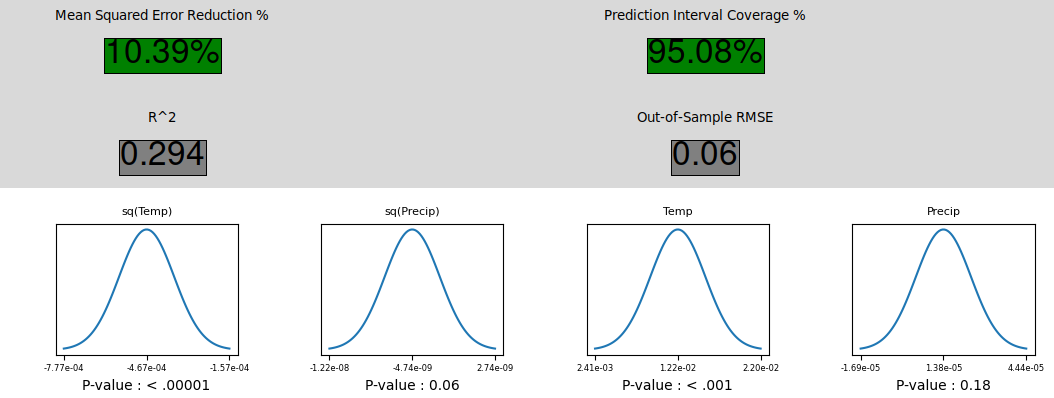 Mean Squared Error Reduction %
Prediction Interval Coverage %
10.39%
95.08%
R^2
Out-of-Sample RMSE
0.294
0.06
sq(Temp)
sq(Precip)
Temp
Precip
-7.77e-04 -4.67e-04 -1.57e-04
-1.22e-08 -4.74e-09 2.74e-09
2.41e-03 1.22e-02 2.20e-02
-1.69e-05 1.38e-05 4.44e-05
P-value : < .00001
P-value : 0.06
P-value : < .001
P-value : 0.18